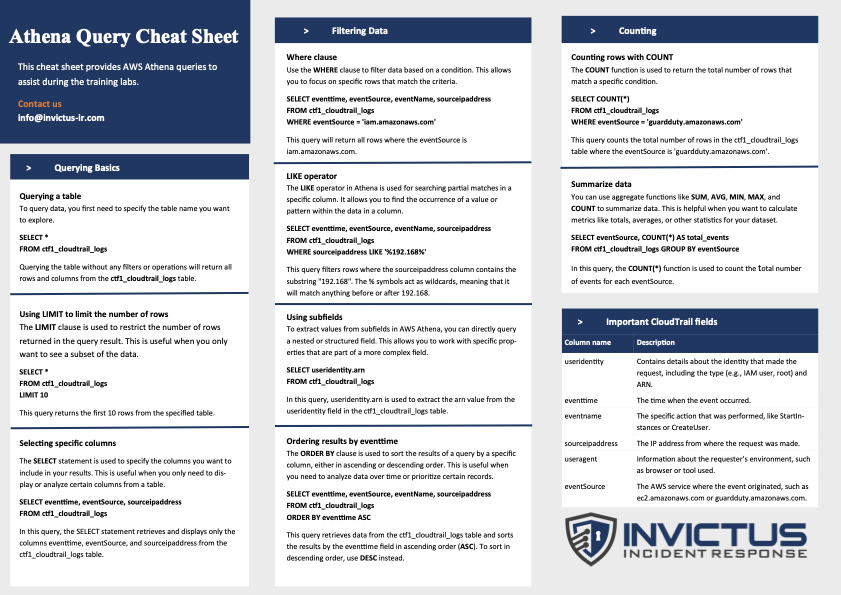 Athena Query Cheat Sheet
This cheat sheet provides AWS Athena queries to
assist during the training labs.
Contact us
info@invictus-ir.com
> Querying Basics
Querying a table
To query data, you first need to specify the table name you want
to explore.
SELECT *
FROM ctf1_cloudtrail_logs
Querying the table without any filters or operations will return all
rows and columns from the ctf1_cloudtrail_logs table.
Using LIMIT to limit the number of rows
The LIMIT clause is used to restrict the number of rows
returned in the query result. This is useful when you only
want to see a subset of the data.
SELECT *
FROM ctf1_cloudtrail_logs
LIMIT 10
This query returns the first 10 rows from the specified table.
Selecting specific columns
The SELECT statement is used to specify the columns you want to
include in your results. This is useful when you only need to dis-
play or analyze certain columns from a table.
SELECT eventtime, eventSource, sourceipaddress
FROM ctf1_cloudtrail_logs
In this query, the SELECT statement retrieves and displays only the
columns eventtime, eventSource, and sourceipaddress from the
ctf1_cloudtrail_logs table.
> Filtering Data
Where clause
Use the WHERE clause to filter data based on a condition. This allows
you to focus on specific rows that match the criteria.
SELECT eventtime, eventSource, eventName, sourceipaddress
FROM ctf1_cloudtrail_logs
WHERE eventSource = 'iam.amazonaws.com'
This query will return all rows where the eventSource is
iam.amazonaws.com.
LIKE operator
The LIKE operator in Athena is used for searching partial matches in a
specific column. It allows you to find the occurrence of a value or
pattern within the data in a column.
SELECT eventtime, eventSource, eventName, sourceipaddress
FROM ctf1_cloudtrail_logs
WHERE sourceipaddress LIKE '%192.168%'
This query filters rows where the sourceipaddress column contains the
substring "192.168". The % symbols act as wildcards, meaning that it
will match anything before or after 192.168.
Using subfields
To extract values from subfields in AWS Athena, you can directly query
a nested or structured field. This allows you to work with specific prop-
erties that are part of a more complex field.
SELECT useridentity.arn
FROM ctf1_cloudtrail_logs
In this query, useridentity.arn is used to extract the arn value from the
useridentity field in the ctf1_cloudtrail_logs table.
Ordering results by eventtime
The ORDER BY clause is used to sort the results of a query by a specific
column, either in ascending or descending order. This is useful when
you need to analyze data over time or prioritize certain records.
SELECT eventtime, eventSource, eventName, sourceipaddress
FROM ctf1_cloudtrail_logs
ORDER BY eventtime ASC
This query retrieves data from the ctf1_cloudtrail_logs table and sorts
the results by the eventtime field in ascending order (ASC). To sort in
descending order, use DESC instead.
> Counting
Counting rows with COUNT
The COUNT function is used to return the total number of rows that
match a specific condition.
SELECT COUNT(*)
FROM ctf1_cloudtrail_logs
WHERE eventSource = 'guardduty.amazonaws.com'
This query counts the total number of rows in the ctf1_cloudtrail_logs
table where the eventSource is 'guardduty.amazonaws.com'.
Summarize data
You can use aggregate functions like SUM, AVG, MIN, MAX, and
COUNT to summarize data. This is helpful when you want to calculate
metrics like totals, averages, or other statistics for your dataset.
SELECT eventSource, COUNT(*) AS total_events
FROM ctf1_cloudtrail_logs GROUP BY eventSource
In this query, the COUNT(*) function is used to count the total number
of events for each eventSource.
> Important CloudTrail fields
Column name Description
useridentity Contains details about the identity that made the
request, including the type (e.g., IAM user, root) and
ARN.
eventtime The time when the event occurred.
eventname The specific action that was performed, like StartIn-
stances or CreateUser.
sourceipaddress The IP address from where the request was made.
useragent Information about the requester's environment, such
as browser or tool used.
eventSource The AWS service where the event originated, such as
ec2.amazonaws.com or guardduty.amazonaws.com.
INVICTUS
INCIDENT RESPONSE